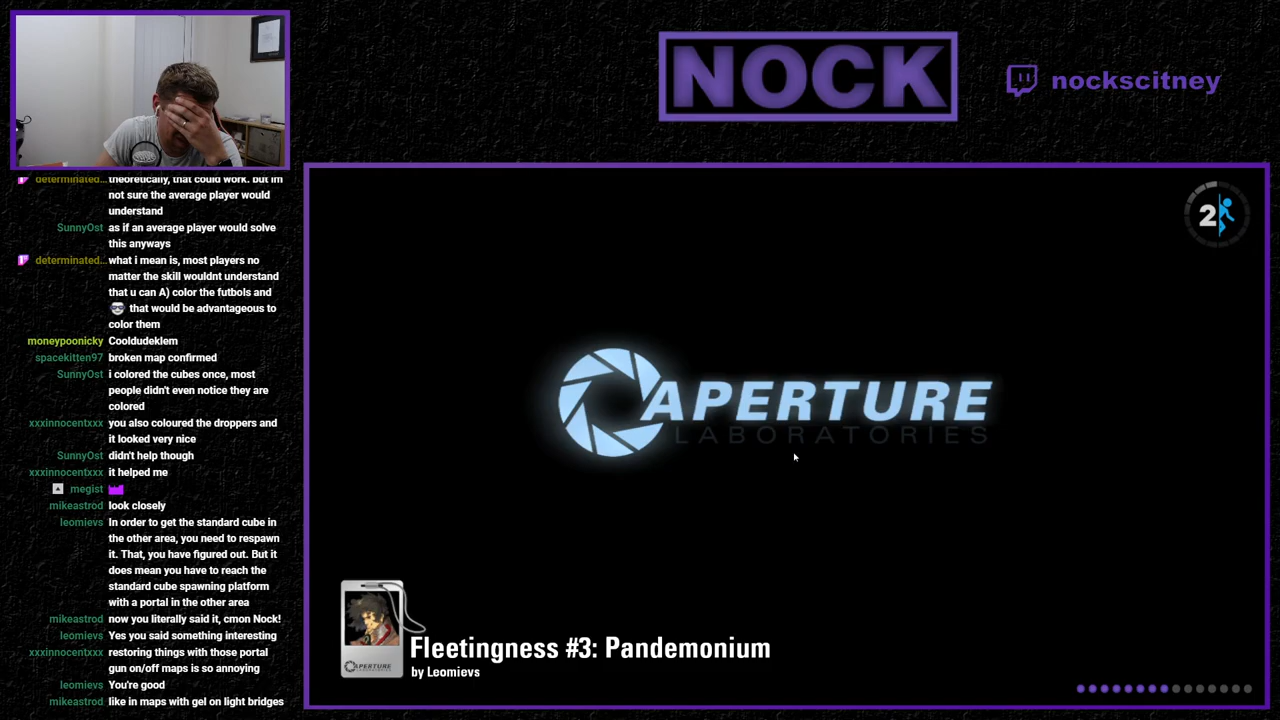 NOCK
nockscitney
determinated... theoretically, that could work. but im
not sure the average player would
understand
SunnyOst as if an average player would solve
this anyways
determinated... what i mean is, most players no
matter the skill wouldnt understand
that u can A) color the futbols and
that would be advantageous to
color them
moneypoonicky Cooldudeklem
spacekitten97 broken map confirmed
SunnyOst i colored the cubes once, most
people didn't even notice they are
colored
xxxinnocentxxx you also coloured the droppers and
it looked very nice
SunnyOst didn't help though
xxxinnocentxxx it helped me
megist
mikeastrod look closely
leomievs In order to get the standard cube in
the other area, you need to respawn
it. That, you have figured out. But it
does mean you have to reach the
standard cube spawning platform
with a portal in the other area
mikeastrod now you literally said it, cmon Nock!
leomievs Yes you said something interesting
xxxinnocentxxx restoring things with those portal
gun on/off maps is so annoying
leomievs You're good
mikeastrod like in maps with gel on light bridges
2
APERTURE
LABORATORIES
APERTURE
Fleetingness #3: Pandemonium
by Leomievs